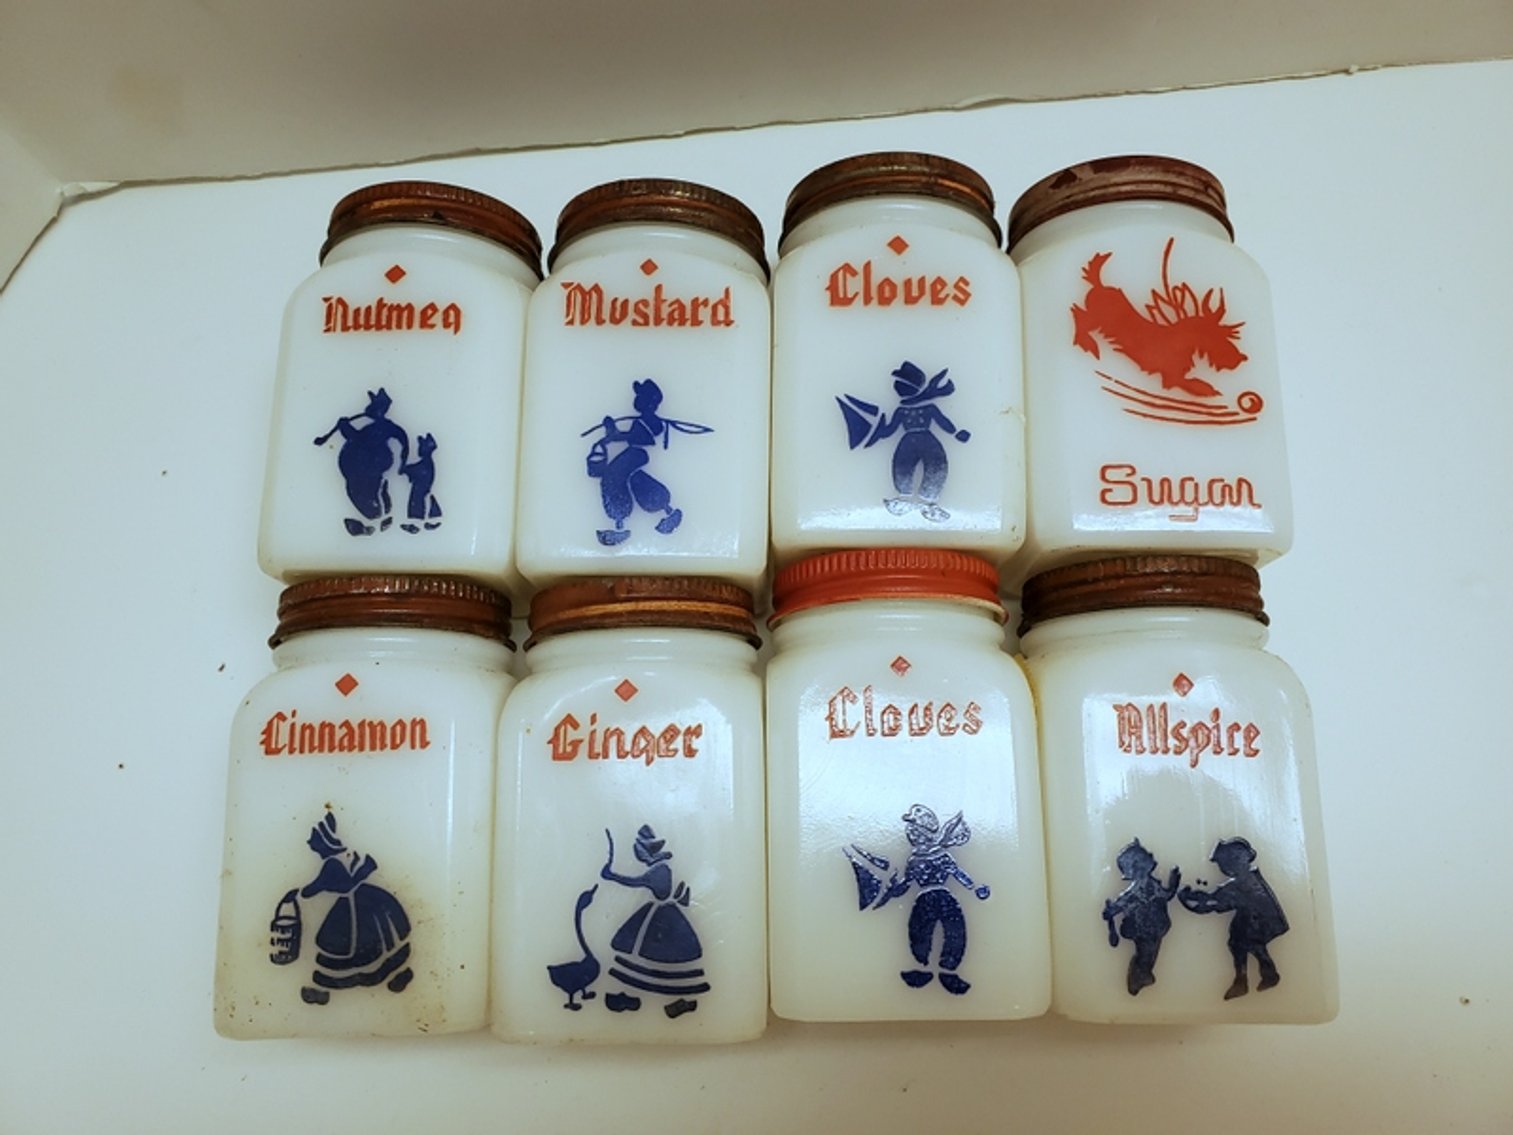 Nutmeg
Mustard
Cloves
Sugar
Cinnamon
Ginger
Cloves
Allspice